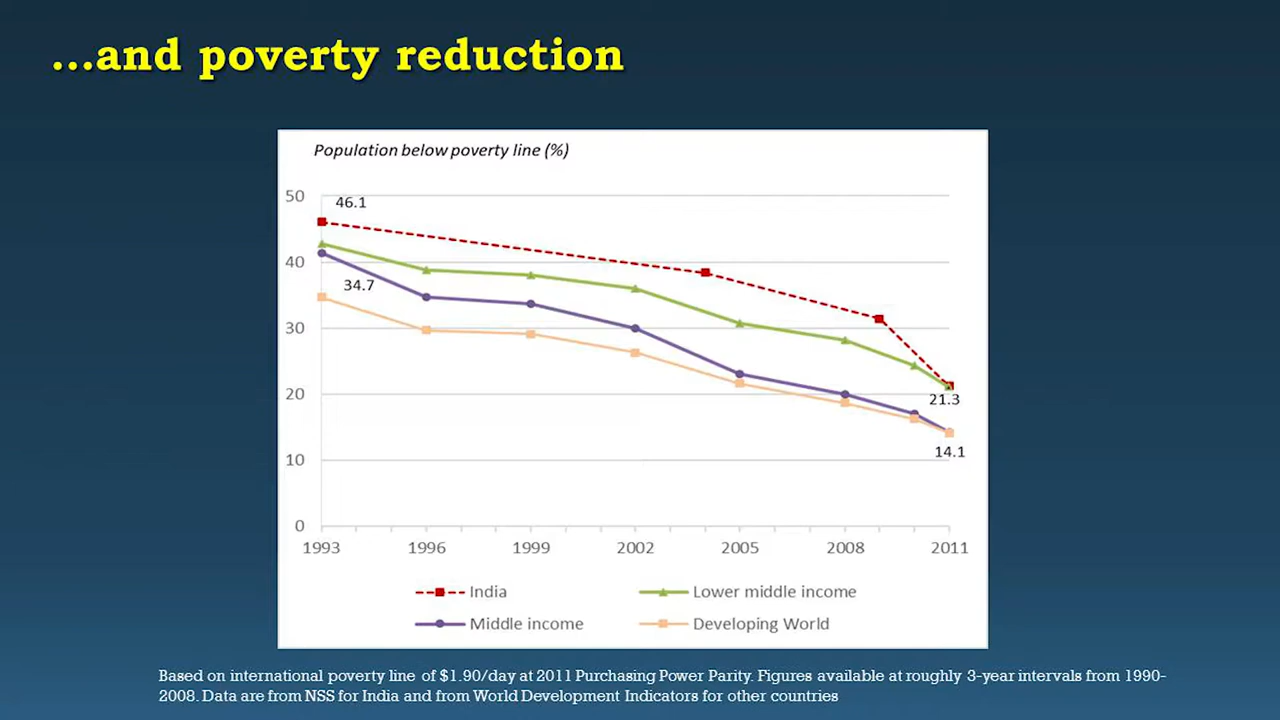 ...and poverty reduction
Population below poverty line (%)
50
46.1
40
34.7
30
20
21.3
14.1
10
0
1993 1996 1999 2002 2005 2008 2011
India Lower middle income
Middle income Developing World
Based on international poverty line of $1.90/day at 2011 Purchasing Power Parity. Figures available at roughly 3-year intervals from 1990-
2008. Data are from NSS for India and from World Development Indicators for other countries